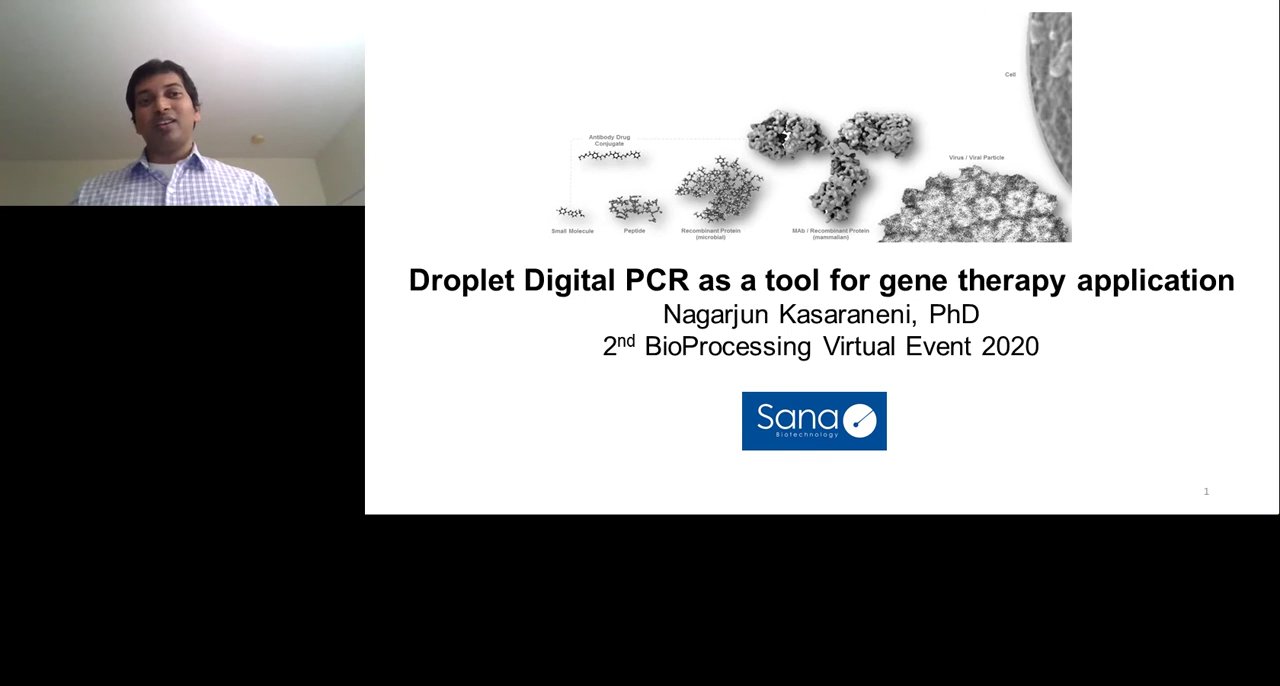 Cell
Antibody Drug
Conjugate
Virus / Viral Particle
Small Molecule
Peptide
Recombinant Protein
(microbial)
MAb / Recombinant Protein
(mammalian)
Droplet Digital PCR as a tool for gene therapy application
Nagarjun Kasaraneni, PhD
2nd BioProcessing Virtual Event 2020
Sana
Biotechnology
1